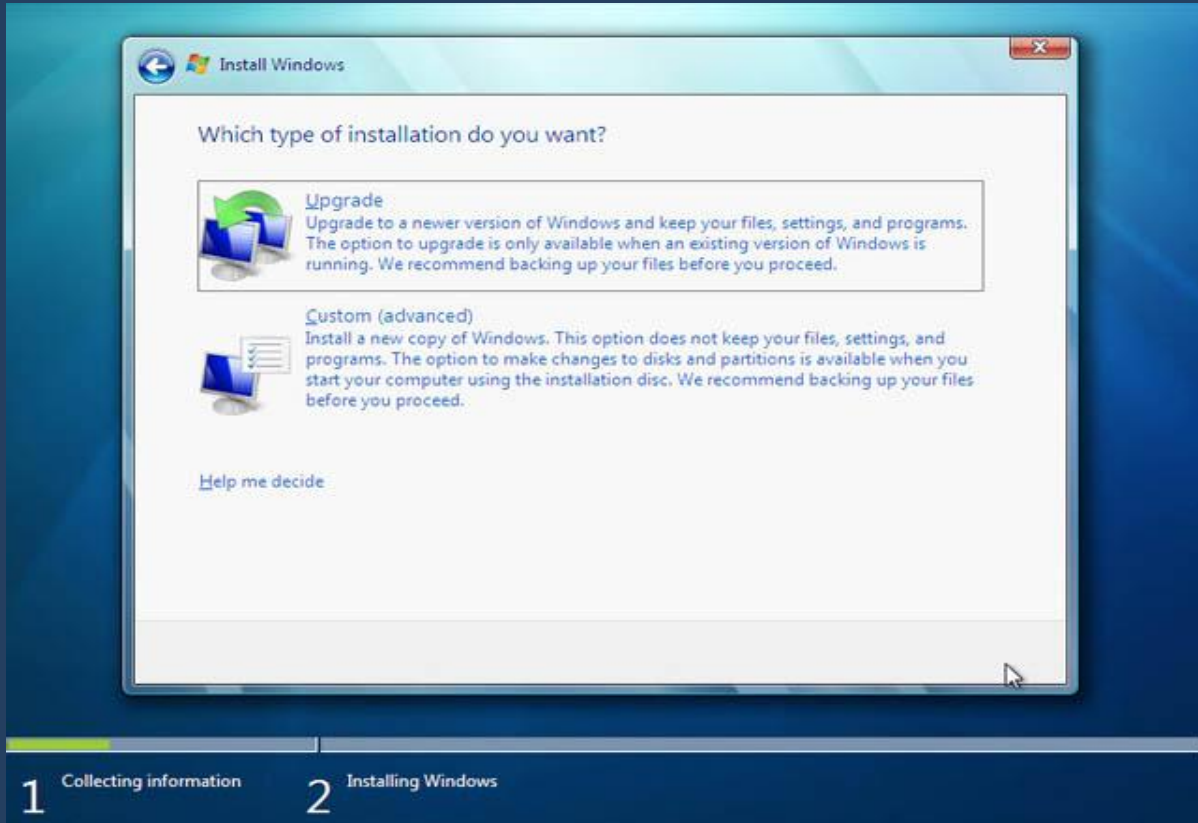 Install Windows
Which type of installation do you want?
Upgrade
Upgrade to a newer version of Windows and keep your files, settings, and programs.
The option to upgrade is only available when an existing version of Windows is
running. We recommend backing up your files before you proceed.
Custom (advanced)
Install a new copy of Windows. This option does not keep your files, settings, and
programs. The option to make changes to disks and partitions is available when you
start your computer using the installation disc. We recommend backing up your files
before you proceed.
Help me decide
1 Collecting information
2 Installing Windows